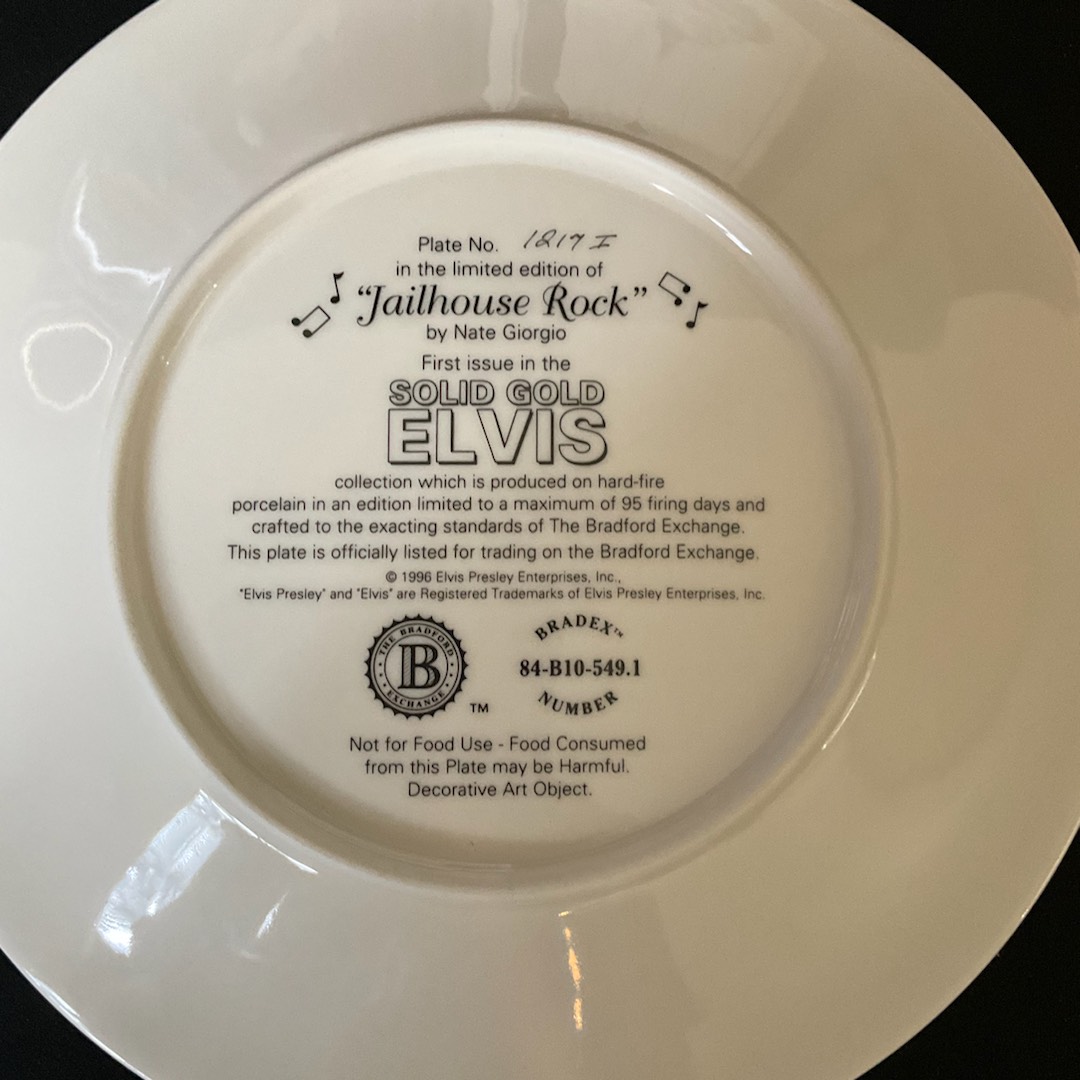 Plate No. 1217 I
in the limited edition of
“Jailhouse Rock”
by Nate Giorgio
First issue in the
SOLID GOLD
ELVIS
collection which is produced on hard-fire
porcelain in an edition limited to a maximum of 95 firing days and
crafted to the exacting standards of The Bradford Exchange.
This plate is officially listed for trading on the Bradford Exchange.
© 1996 Elvis Presley Enterprises, Inc.,
"Elvis Presley" and "Elvis" are Registered Trademarks of Elvis Presley Enterprises, Inc.
THE BRADFORD
B
EXCHANGE
TM
BRADEX™
84-B10-549.1
NUMBER
Not for Food Use - Food Consumed
from this Plate may be Harmful.
Decorative Art Object.